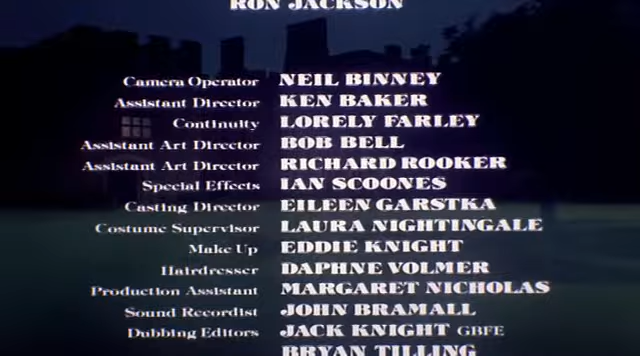 RON JACKSON
Camera Operator NEIL BINNEY
Assistant Director KEN BAKER
Continuity LORELY FARLEY
Assistant Art Director BOB BELL
Assistant Art Director RICHARD ROOKER
Special Effects IAN SCOONES
Casting Director EILEEN GARSTKA
Costume Supervisor LAURA NIGHTINGALE
Make Up EDDIE KNIGHT
Hairdresser DAPHNE VOLMER
Production Assistant MARGARET NICHOLAS
Sound Recordist JOHN BRAMALL
Dubbing Editors JACK KNIGHT GBFE
BRYAN TILLING